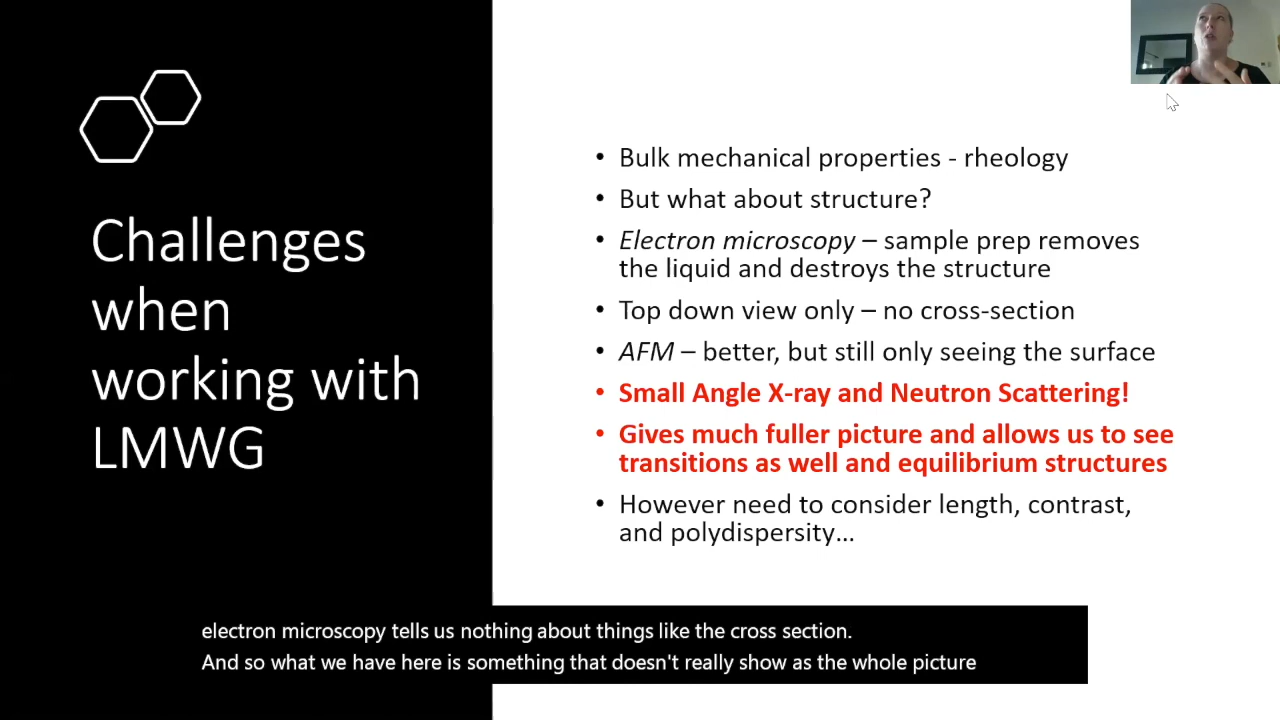 Challenges
when
working with
LMWG
• Bulk mechanical properties - rheology
• But what about structure?
• Electron microscopy – sample prep removes
the liquid and destroys the structure
• Top down view only – no cross-section
• AFM – better, but still only seeing the surface
• Small Angle X-ray and Neutron Scattering!
• Gives much fuller picture and allows us to see
transitions as well and equilibrium structures
• However need to consider length, contrast,
and polydispersity...
electron microscopy tells us nothing about things like the cross section.
And so what we have here is something that doesn't really show as the whole picture